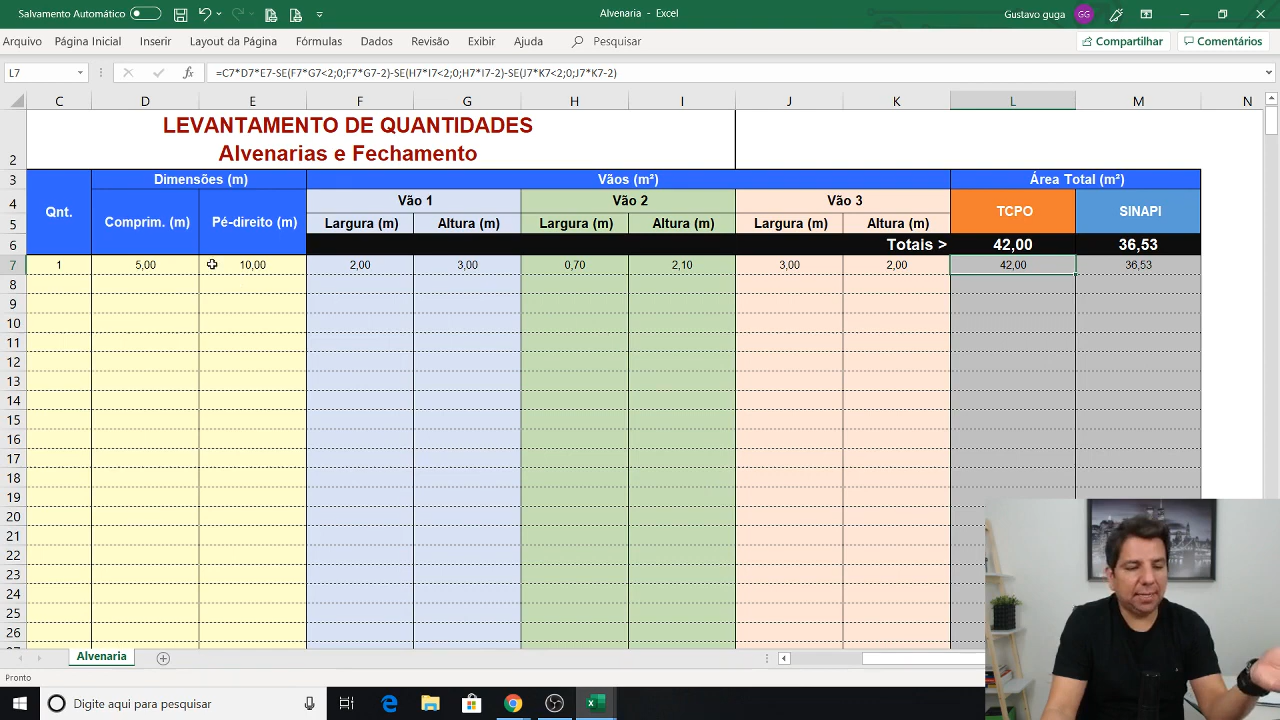 Salvamento Automático
Alvenaria - Excel
Gustavo guga
GG
Arquivo Página Inicial Inserir Layout da Página Fórmulas Dados Revisão Exibir Ajuda Pesquisar
Compartilhar Comentários
L7
fx =C7*D7*E7-SE(F7*G7<2;0;F7*G7-2)-SE(H7*I7<2;0;H7*I7-2)-SE(J7*K7<2;0;J7*K7-2)
C D E F G H I J K L M N
LEVANTAMENTO DE QUANTIDADES
2
Alvenarias e Fechamento
3 Dimensões (m) Vãos (m²) Área Total (m²)
4 Vão 1 Vão 2 Vão 3
Qnt. Comprim. (m) Pé-direito (m) TCPO SINAPI
5 Largura (m) Altura (m) Largura (m) Altura (m) Largura (m) Altura (m)
6 Totais > 42,00 36,53
7 1 5,00 10,00 2,00 3,00 0,70 2,10 3,00 2,00 42,00 36,53
8
9
10
11
12
13
14
15
16
17
18
19
20
21
22
23
24
25
26
Alvenaria
Pronto
Digite aqui para pesquisar